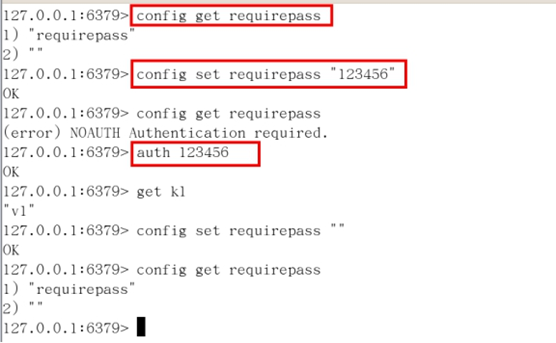 127.0.0.1:6379> config get requirepass
1) "requirepass"
2) ""
127.0.0.1:6379> config set requirepass "123456"
OK
127.0.0.1:6379> config get requirepass
(error) NOAUTH Authentication required.
127.0.0.1:6379> auth 123456
OK
127.0.0.1:6379> get k1
"v1"
127.0.0.1:6379> config set requirepass ""
OK
127.0.0.1:6379> config get requirepass
1) "requirepass"
2) ""
127.0.0.1:6379>